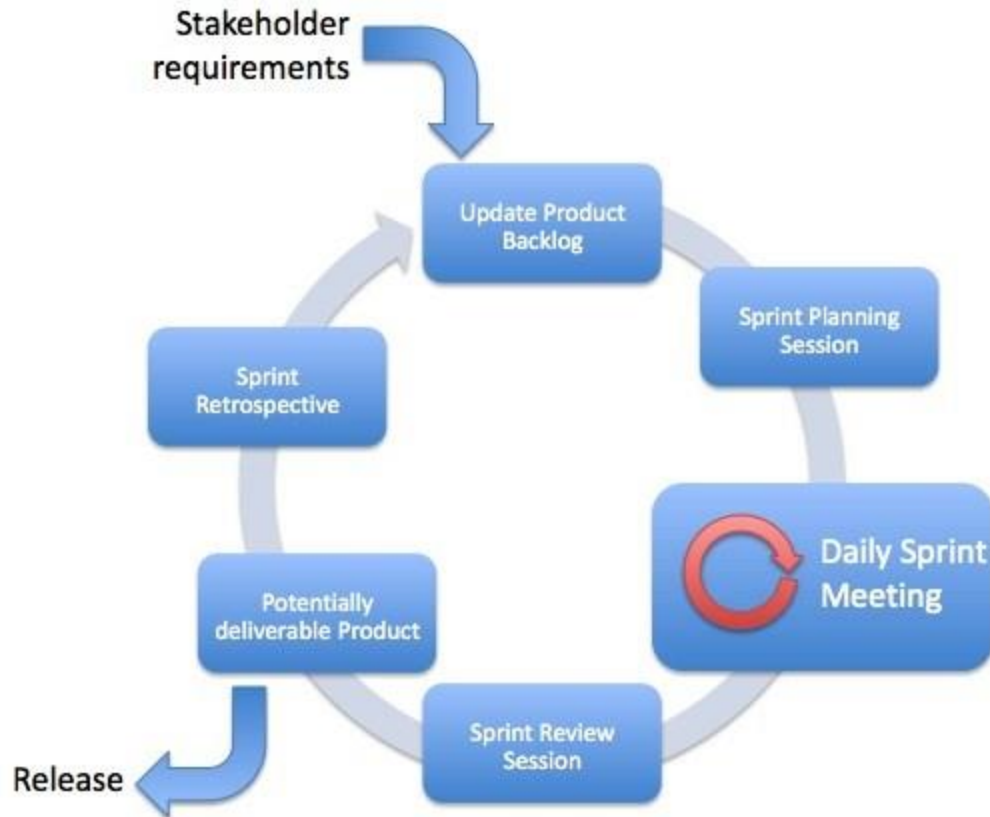 Stakeholder
requirements
Update Product
Backlog
Sprint Planning
Session
Daily Sprint
Meeting
Sprint Review
Session
Potentially
deliverable Product
Release
Sprint
Retrospective